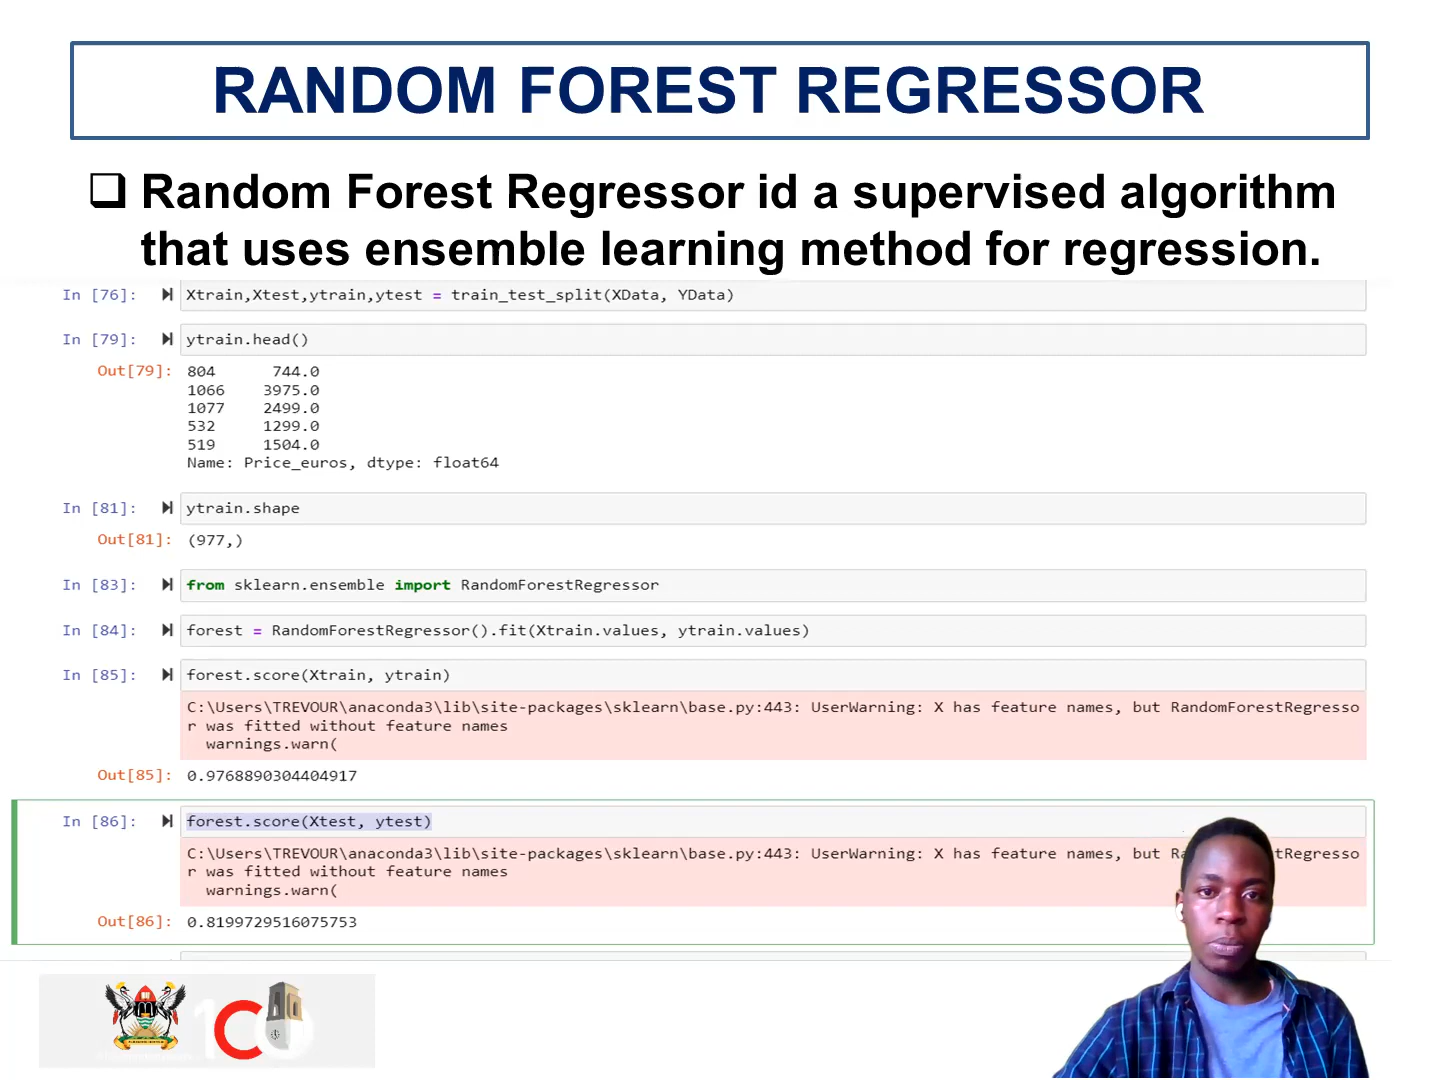 RANDOM FOREST REGRESSOR
Random Forest Regressor id a supervised algorithm
that uses ensemble learning method for regression.
In [76]: Xtrain,Xtest,ytrain,ytest = train_test_split(XData, YData)
In [79]: ytrain.head()
Out[79]: 804 744.0
1066 3975.0
1077 2499.0
532 1299.0
519 1504.0
Name: Price_euros, dtype: float64
In [81]: ytrain.shape
Out[81]: (977,)
In [83]: from sklearn.ensemble import RandomForestRegressor
In [84]: forest = RandomForestRegressor().fit(Xtrain.values, ytrain.values)
In [85]: forest.score(Xtrain, ytrain)
C:\Users\TREVOUR\anaconda3\lib\site-packages\sklearn\base.py:443: UserWarning: X has feature names, but RandomForestRegresso
r was fitted without feature names
warnings.warn(
Out[85]: 0.9768890304404917
In [86]: forest.score(Xtest, ytest)
C:\Users\TREVOUR\anaconda3\lib\site-packages\sklearn\base.py:443: UserWarning: X has feature names, but Ra tRegresso
r was fitted without feature names
warnings.warn(
Out[86]: 0.8199729516075753
100